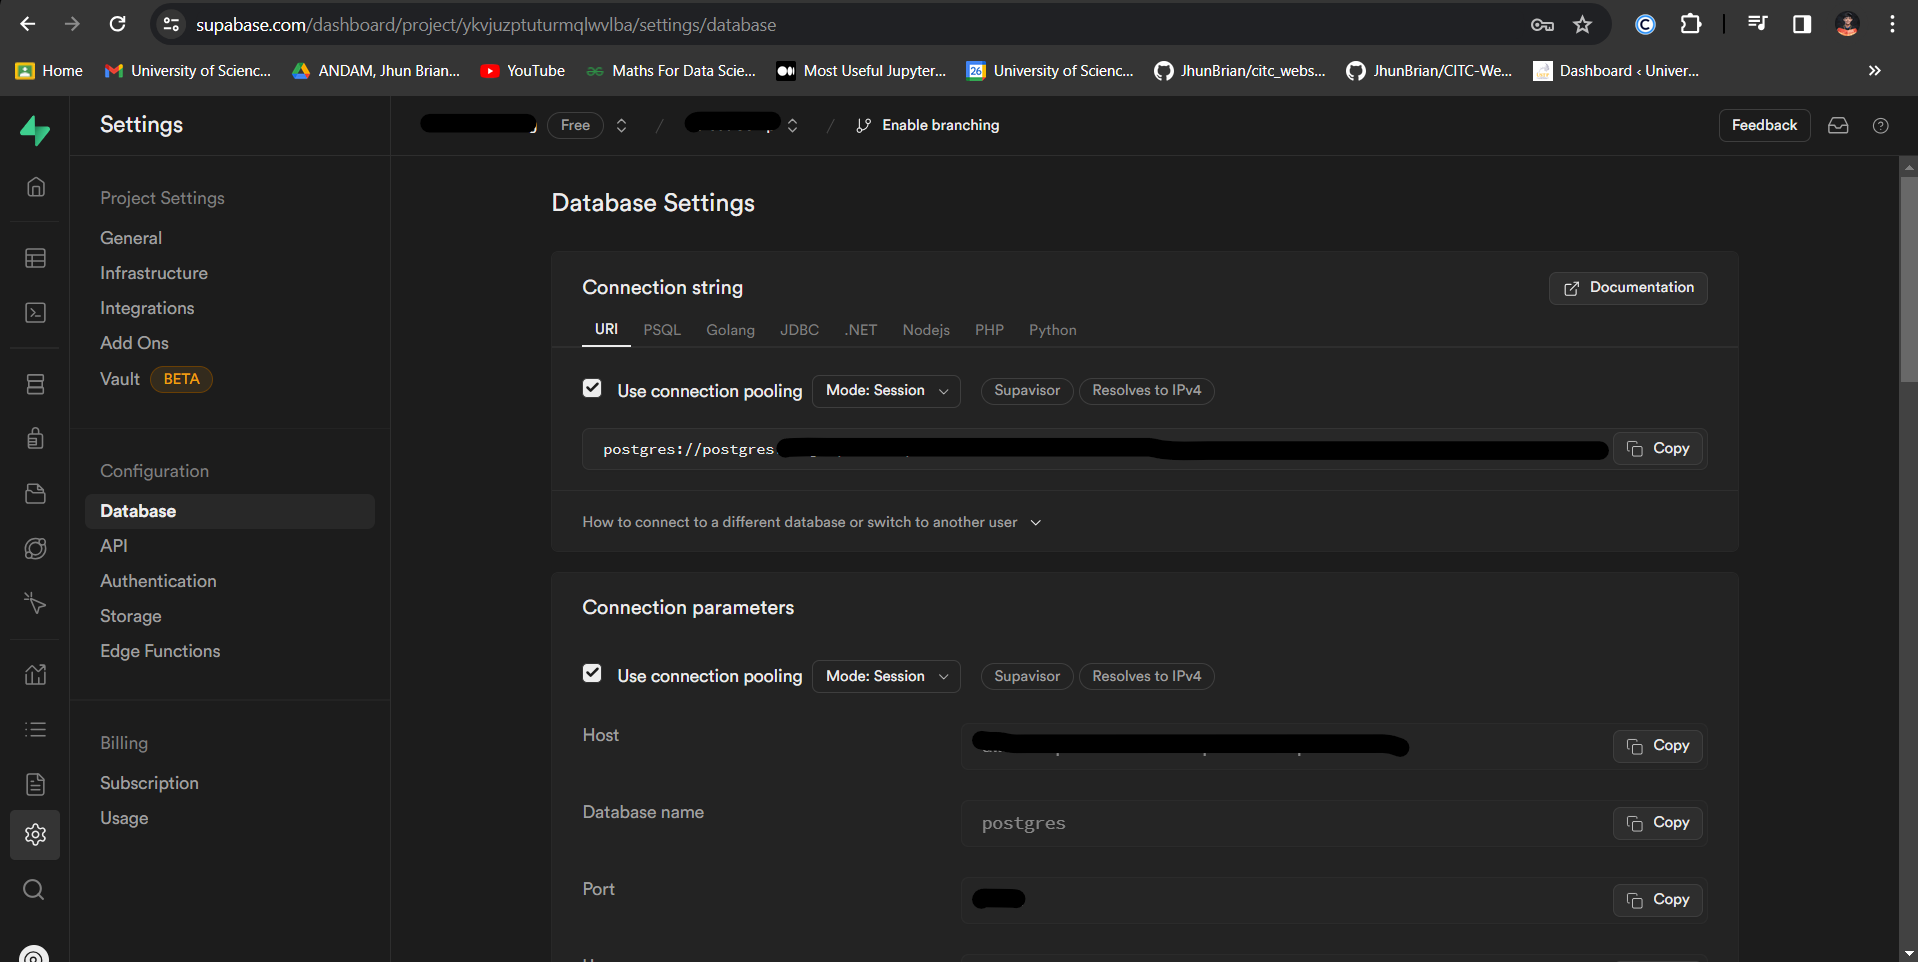 supabase.com/dashboard/project/ykvjuzptuturmqlwvlba/settings/database
Home University of Scienc... ANDAM, Jhun Brian... YouTube Maths For Data Scie... Most Useful Jupyter... University of Scienc... JhunBrian/citc_webs... JhunBrian/CITC-We... Dashboard ‹ Univer... »
Settings
Free / / Enable branching
Feedback
Project Settings
General
Infrastructure
Integrations
Add Ons
Vault BETA
Configuration
Database
API
Authentication
Storage
Edge Functions
Billing
Subscription
Usage
Database Settings
Connection string
Documentation
URI PSQL Golang JDBC .NET Nodejs PHP Python
Use connection pooling Mode: Session Supavisor Resolves to IPv4
postgres://postgres Copy
How to connect to a different database or switch to another user
Connection parameters
Use connection pooling Mode: Session Supavisor Resolves to IPv4
Host Copy
Database name postgres Copy
Port Copy